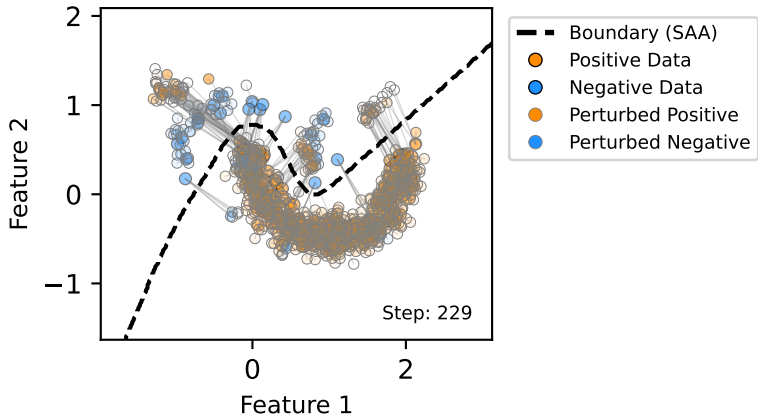 2
1
0
−1
Feature 2
0
2
Feature 1
Step: 229
Boundary (SAA)
Positive Data
Negative Data
Perturbed Positive
Perturbed Negative